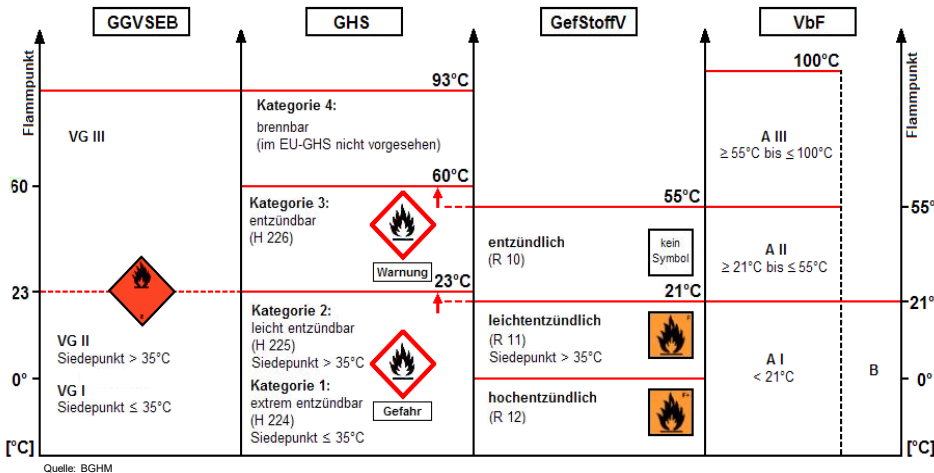 GGVSEB
GHS
GefStoffV
VbF
Flammpunkt
VG III
60
23
VG II
Siedepunkt > 35°C
0°
VG I
Siedepunkt ≤ 35°C
[°C]
93°C
Kategorie 4:
brennbar
(im EU-GHS nicht vorgesehen)
60°C
Kategorie 3:
entzündbar
(H 226)
Warnung
23°C
Kategorie 2:
leicht entzündbar
(H 225)
Siedepunkt > 35°C
Kategorie 1:
extrem entzündbar
(H 224)
Siedepunkt ≤ 35°C
Gefahr
55°C
entzündlich
(R 10)
kein
Symbol
21°C
leichtentzündlich
(R 11)
Siedepunkt > 35°C
F
hochentzündlich
(R 12)
F+
100°C
A III
≥ 55°C bis ≤ 100°C
A II
≥ 21°C bis ≤ 55°C
A I
< 21°C
B
Flammpunkt
55°
21°
0°
[°C]
Quelle: BGHM